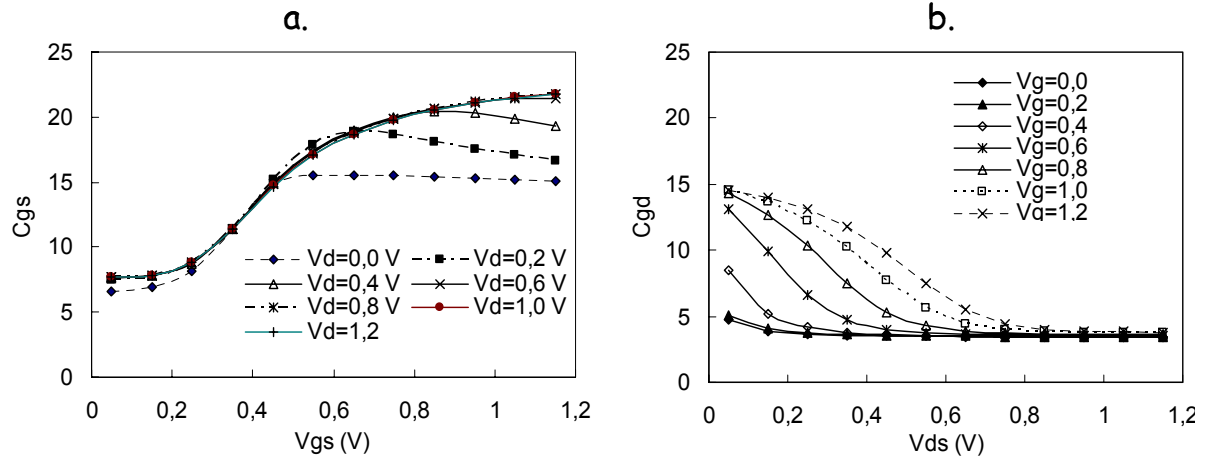 a.
25
20
15
10
5
0
Cgs
Vd=0,0 V
Vd=0,2 V
Vd=0,4 V
Vd=0,6 V
Vd=0,8 V
Vd=1,0 V
Vd=1,2
0 0,2 0,4 0,6 0,8 1 1,2
Vgs (V)
b.
25
20
15
10
5
0
Cgd
Vg=0,0
Vg=0,2
Vg=0,4
Vg=0,6
Vg=0,8
Vg=1,0
Vg=1,2
0 0,2 0,4 0,6 0,8 1 1,2
Vds (V)